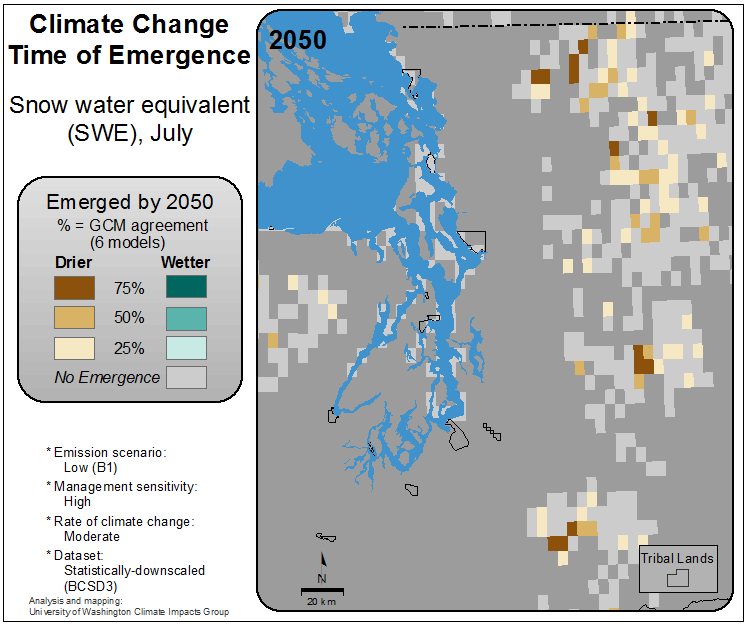 Climate Change
Time of Emergence
Snow water equivalent
(SWE), July
Emerged by 2050
% = GCM agreement
(6 models)
Drier
Wetter
75%
50%
25%
No Emergence
* Emission scenario:
Low (B1)
* Management sensitivity:
High
* Rate of climate change:
Moderate
* Dataset:
Statistically-downscaled
(BCSD3)
Analysis and mapping:
University of Washington Climate Impacts Group
2050
N
20 km
Tribal Lands